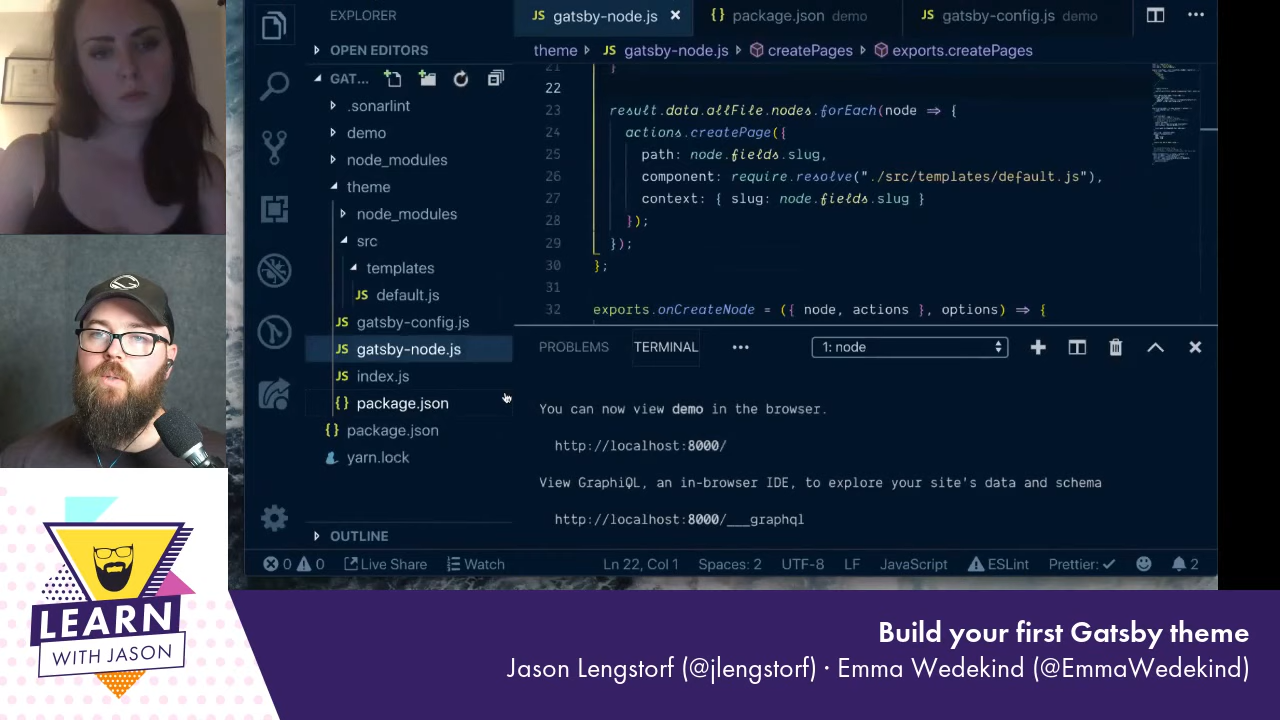 EXPLORER
OPEN EDITORS
GAT...
.sonarlint
demo
node_modules
theme
node_modules
src
templates
JS default.js
JS gatsby-config.js
JS gatsby-node.js
JS index.js
{} package.json
{} package.json
yarn.lock
OUTLINE
JS gatsby-node.js ×
{} package.json demo
JS gatsby-config.js demo
theme JS gatsby-node.js createPages exports.createPages
21 }
22
23 result.data.allFile.nodes.forEach(node => {
24 actions.createPage({
25 path: node.fields.slug,
26 component: require.resolve("./src/templates/default.js"),
27 context: { slug: node.fields.slug }
28 });
29 });
30 };
31
32 exports.onCreateNode = ({ node, actions }, options) => {
PROBLEMS TERMINAL ••• 1: node
You can now view demo in the browser.
http://localhost:8000/
View GraphiQL, an in-browser IDE, to explore your site's data and schema
http://localhost:8000/___graphql
0 0 Live Share Watch Ln 22, Col 1 Spaces: 2 UTF-8 LF JavaScript ESLint Prettier: ✓ 2
LEARN
WITH JASON
Build your first Gatsby theme
Jason Lengstorf (@jlengstorf) · Emma Wedekind (@EmmaWedekind)